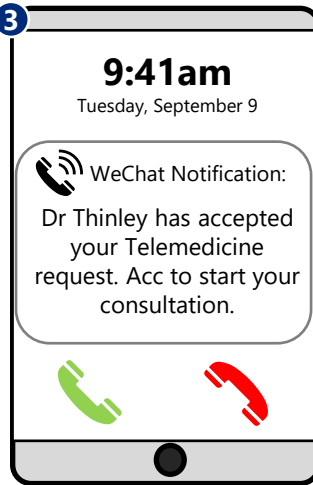 3
9:41am
Tuesday, September 9
WeChat Notification:
Dr Thinley has accepted
your Telemedicine
request. Acc to start your
consultation.